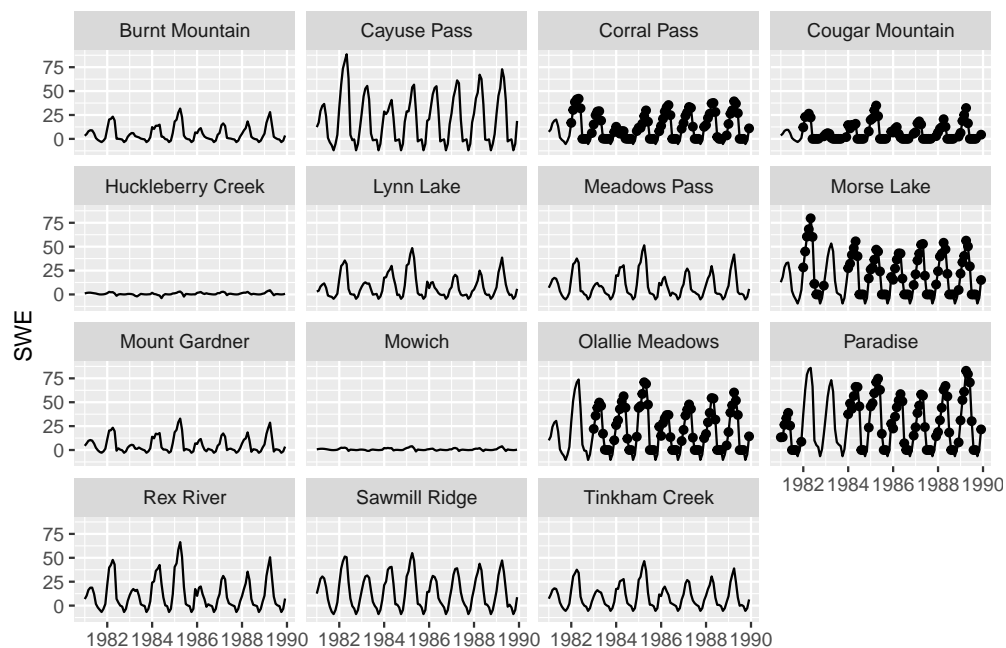 Burnt Mountain Cayuse Pass Corral Pass Cougar Mountain
75
50
25
0
Huckleberry Creek Lynn Lake Meadows Pass Morse Lake
75
50
25
0
SWE
Mount Gardner Mowich Olallie Meadows Paradise
75
50
25
0
1982 1984 1986 1988 1990
Rex River Sawmill Ridge Tinkham Creek
75
50
25
0
1982 1984 1986 1988 1990 1982 1984 1986 1988 1990 1982 1984 1986 1988 1990